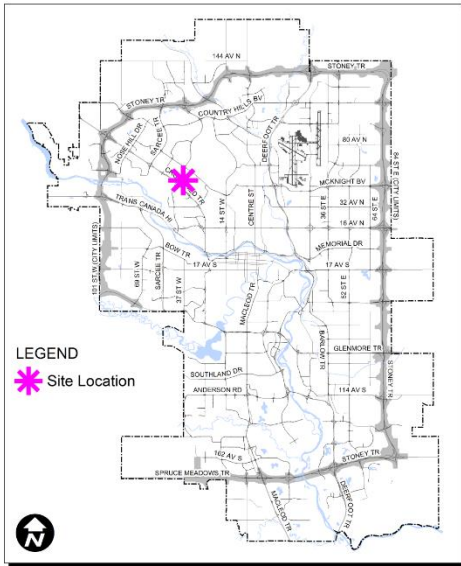 144 AV N
STONEY TR
STONEY TR
COUNTRY HILLS BV
NOSE HILL DR
SARCEE TR
DEERFOOT TR
80 AV N
84 ST E (CITY LIMITS)
MCKNIGHT BV
14 ST W
CENTRE ST
36 ST E
32 AV N
64 ST E
16 AV N
TRANS CANADA HI
101 ST W (CITY LIMITS)
BOW TR
MEMORIAL DR
17 AV S
17 AV S
69 ST W
SARCEE TR
37 ST W
MACLEOD TR
52 ST E
BARLOW TR
GLENMORE TR
LEGEND
Site Location
SOUTHLAND DR
ANDERSON RD
114 AV S
STONEY TR
162 AV S
STONEY TR
SPRUCE MEADOWS TR
MACLEOD TR
DEERFOOT TR
N